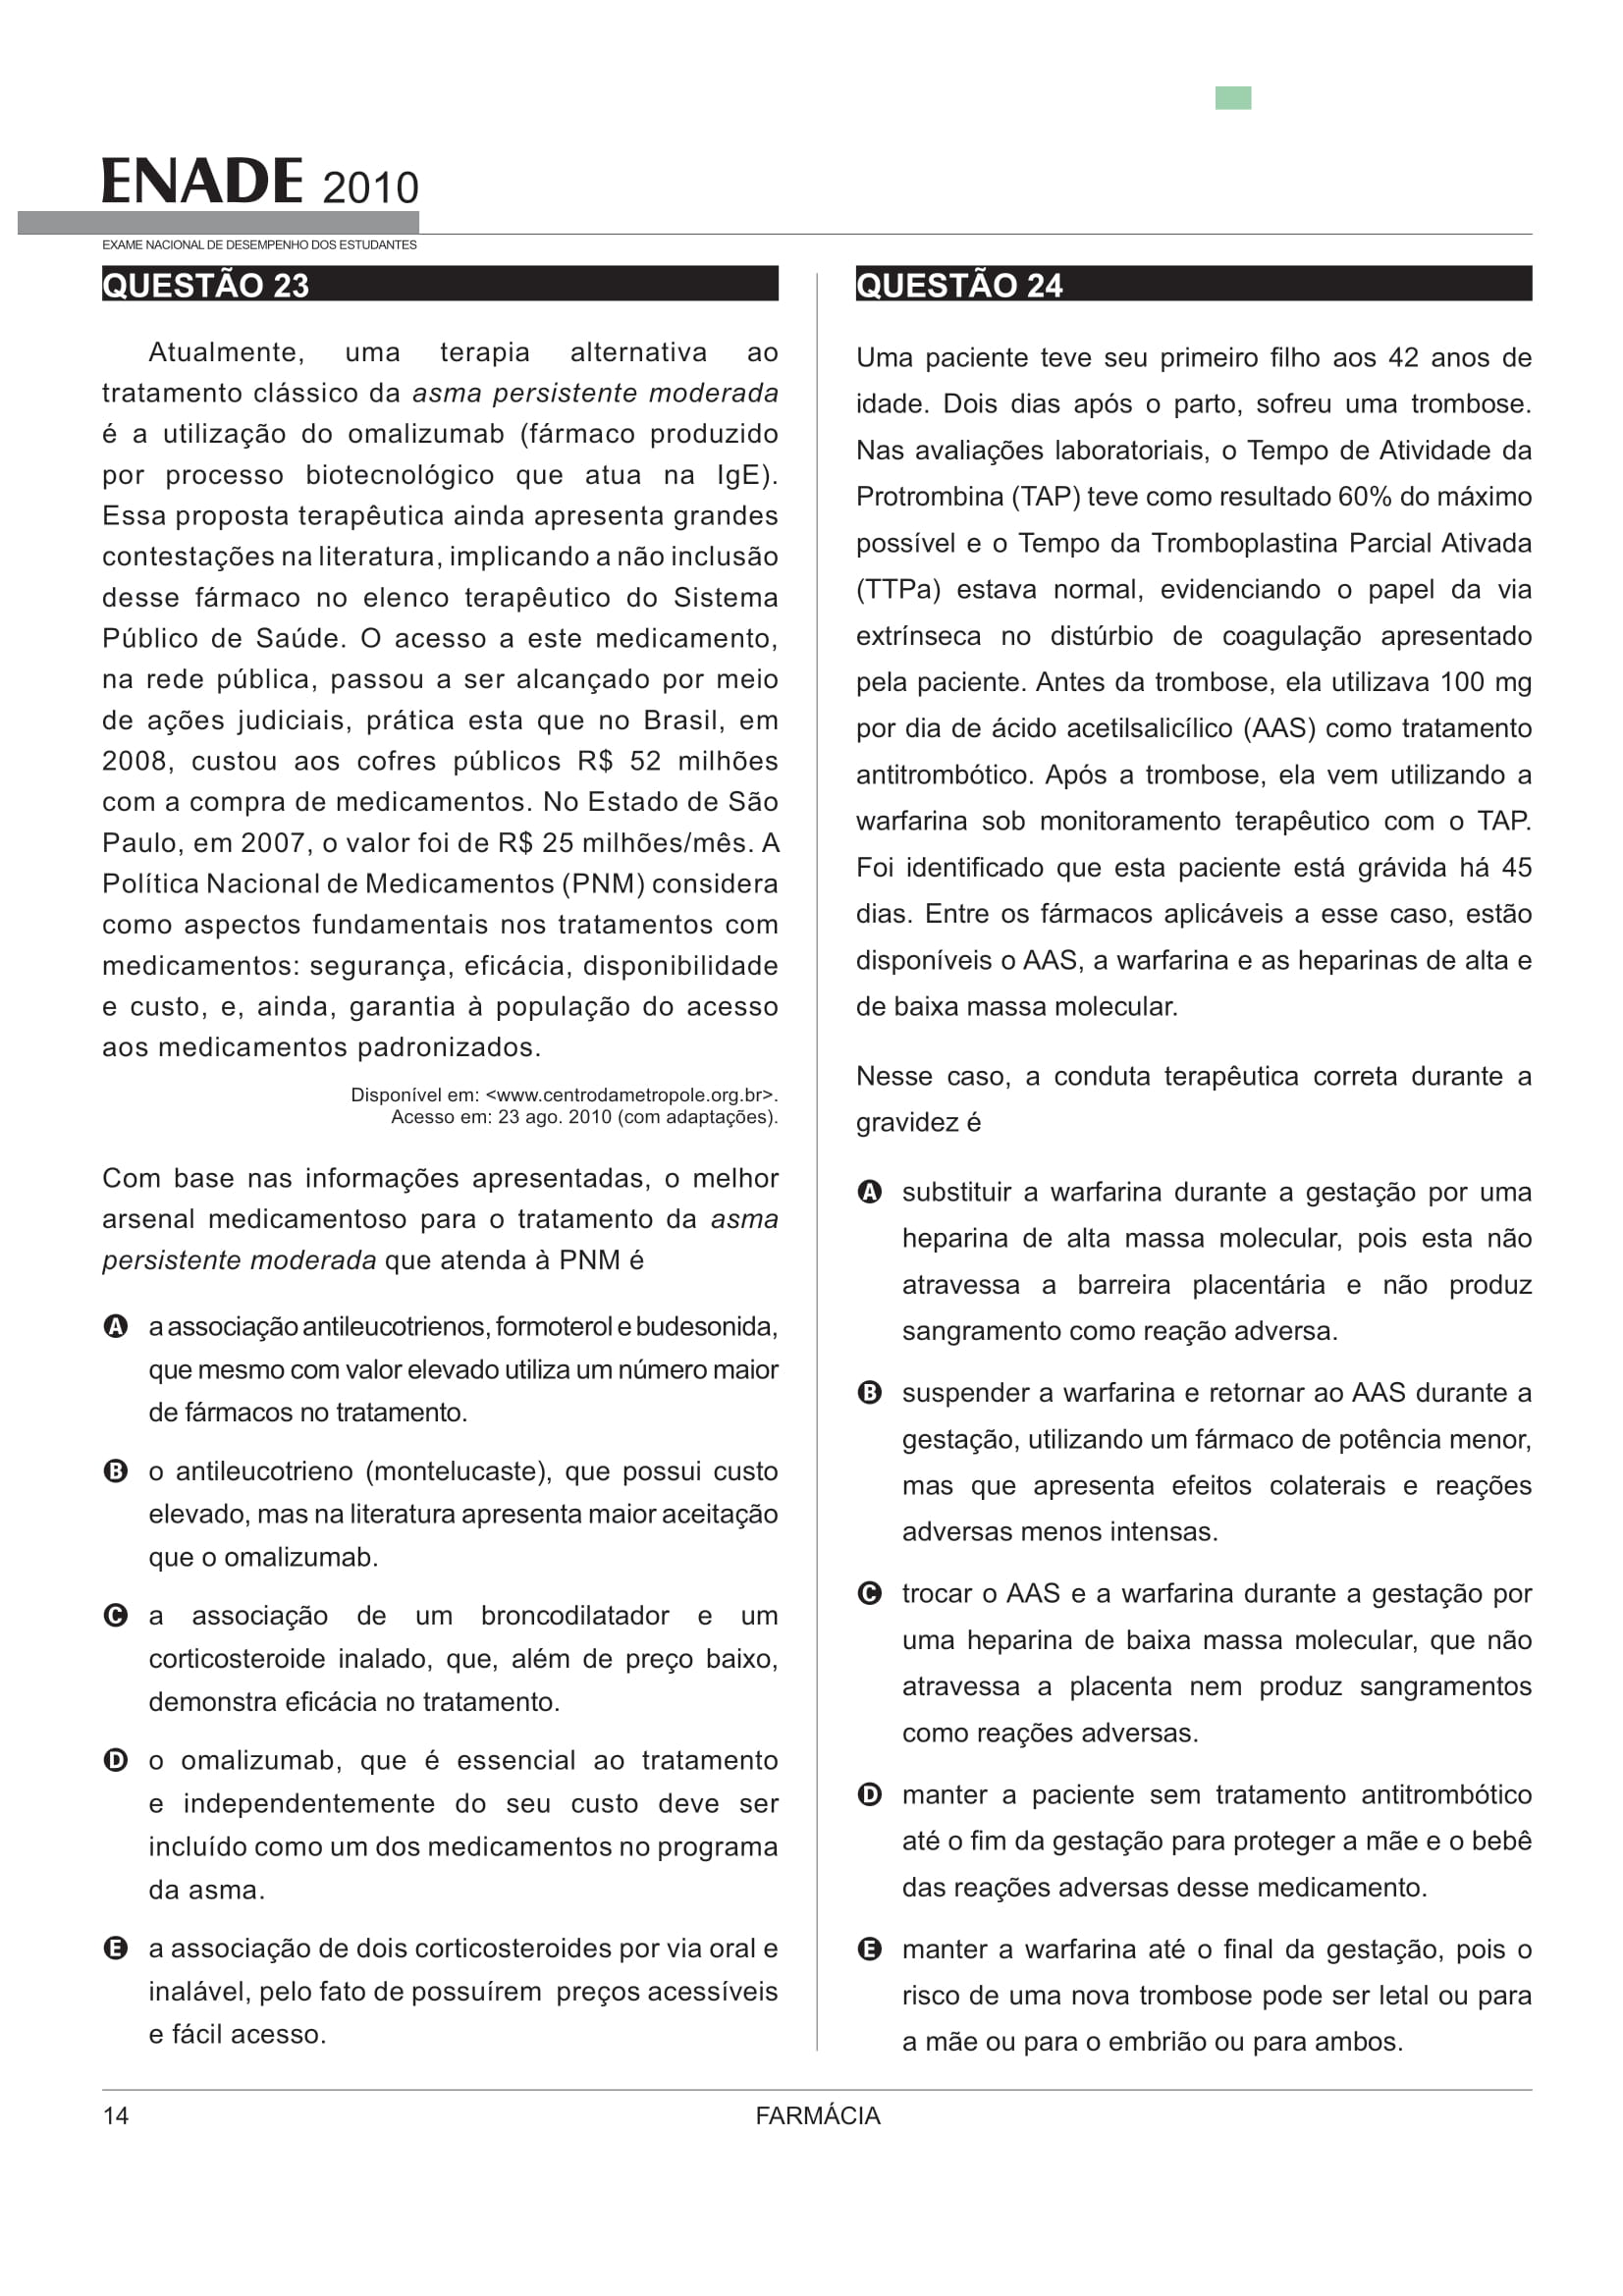 ENADE 2010
EXAME NACIONAL DE DESEMPENHO DOS ESTUDANTES
QUESTÃO 23
Atualmente, uma terapia alternativa ao
tratamento clássico da asma persistente moderada
é a utilização do omalizumab (fármaco produzido
por processo biotecnológico que atua na IgE).
Essa proposta terapêutica ainda apresenta grandes
contestações na literatura, implicando a não inclusão
desse fármaco no elenco terapêutico do Sistema
Público de Saúde. O acesso a este medicamento,
na rede pública, passou a ser alcançado por meio
de ações judiciais, prática esta que no Brasil, em
2008, custou aos cofres públicos R$ 52 milhões
com a compra de medicamentos. No Estado de São
Paulo, em 2007, o valor foi de R$ 25 milhões/mês. A
Política Nacional de Medicamentos (PNM) considera
como aspectos fundamentais nos tratamentos com
medicamentos: segurança, eficácia, disponibilidade
e custo, e, ainda, garantia à população do acesso
aos medicamentos padronizados.
Disponível em: <www.centrodametropole.org.br>.
Acesso em: 23 ago. 2010 (com adaptações).
Com base nas informações apresentadas, o melhor
arsenal medicamentoso para o tratamento da asma
persistente moderada que atenda à PNM é
A a associação antileucotrienos, formoterol e budesonida,
que mesmo com valor elevado utiliza um número maior
de fármacos no tratamento.
B o antileucotrieno (montelucaste), que possui custo
elevado, mas na literatura apresenta maior aceitação
que o omalizumab.
C a associação de um broncodilatador e um
corticosteroide inalado, que, além de preço baixo,
demonstra eficácia no tratamento.
D o omalizumab, que é essencial ao tratamento
e independentemente do seu custo deve ser
incluído como um dos medicamentos no programa
da asma.
E a associação de dois corticosteroides por via oral e
inalável, pelo fato de possuírem preços acessíveis
e fácil acesso.
QUESTÃO 24
Uma paciente teve seu primeiro filho aos 42 anos de
idade. Dois dias após o parto, sofreu uma trombose.
Nas avaliações laboratoriais, o Tempo de Atividade da
Protrombina (TAP) teve como resultado 60% do máximo
possível e o Tempo da Tromboplastina Parcial Ativada
(TTPa) estava normal, evidenciando o papel da via
extrínseca no distúrbio de coagulação apresentado
pela paciente. Antes da trombose, ela utilizava 100 mg
por dia de ácido acetilsalicílico (AAS) como tratamento
antitrombótico. Após a trombose, ela vem utilizando a
warfarina sob monitoramento terapêutico com o TAP.
Foi identificado que esta paciente está grávida há 45
dias. Entre os fármacos aplicáveis a esse caso, estão
disponíveis o AAS, a warfarina e as heparinas de alta e
de baixa massa molecular.
Nesse caso, a conduta terapêutica correta durante a
gravidez é
A substituir a warfarina durante a gestação por uma
heparina de alta massa molecular, pois esta não
atravessa a barreira placentária e não produz
sangramento como reação adversa.
B suspender a warfarina e retornar ao AAS durante a
gestação, utilizando um fármaco de potência menor,
mas que apresenta efeitos colaterais e reações
adversas menos intensas.
C trocar o AAS e a warfarina durante a gestação por
uma heparina de baixa massa molecular, que não
atravessa a placenta nem produz sangramentos
como reações adversas.
D manter a paciente sem tratamento antitrombótico
até o fim da gestação para proteger a mãe e o bebê
das reações adversas desse medicamento.
E manter a warfarina até o final da gestação, pois o
risco de uma nova trombose pode ser letal ou para
a mãe ou para o embrião ou para ambos.
14
FARMÁCIA